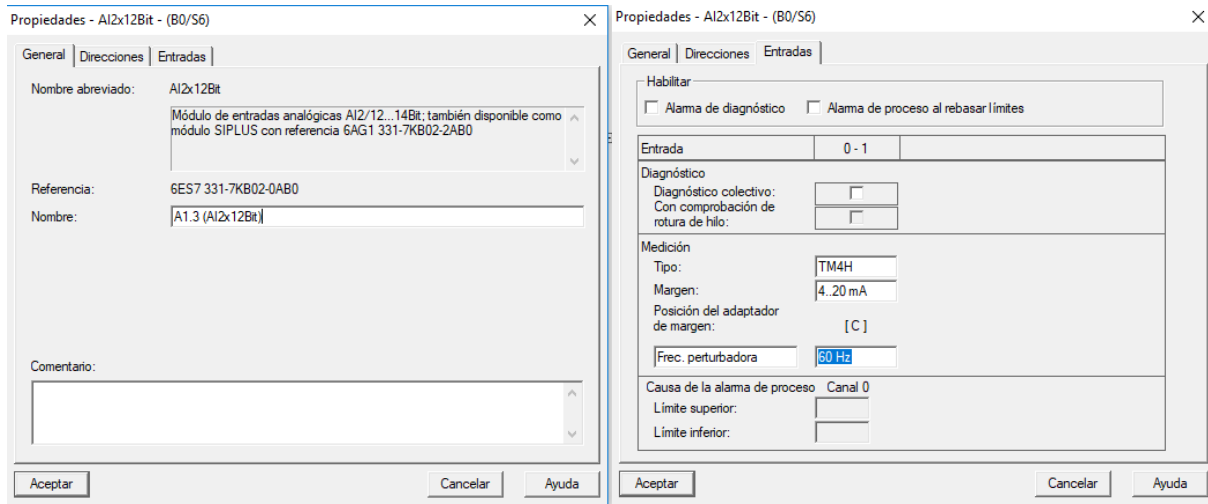 Propiedades - AI2x12Bit - (B0/S6)
General
Direcciones
Entradas
Nombre abreviado: AI2x12Bit
Módulo de entradas analógicas AI2/12...14Bit; también disponible como
módulo SIPLUS con referencia 6AG1 331-7KB02-2AB0
Referencia: 6ES7 331-7KB02-0AB0
Nombre: A1.3 (AI2x12Bit)
Comentario:
Aceptar
Cancelar
Ayuda
Propiedades - AI2x12Bit - (B0/S6)
General
Direcciones
Entradas
Habilitar
Alarma de diagnóstico
Alarma de proceso al rebasar límites
Entrada 0 - 1
Diagnóstico
Diagnóstico colectivo:
Con comprobación de
rotura de hilo:
Medición
Tipo: TM4H
Margen: 4..20 mA
Posición del adaptador
de margen: [ C ]
Frec. perturbadora 60 Hz
Causa de la alarma de proceso Canal 0
Límite superior:
Límite inferior:
Aceptar
Cancelar
Ayuda